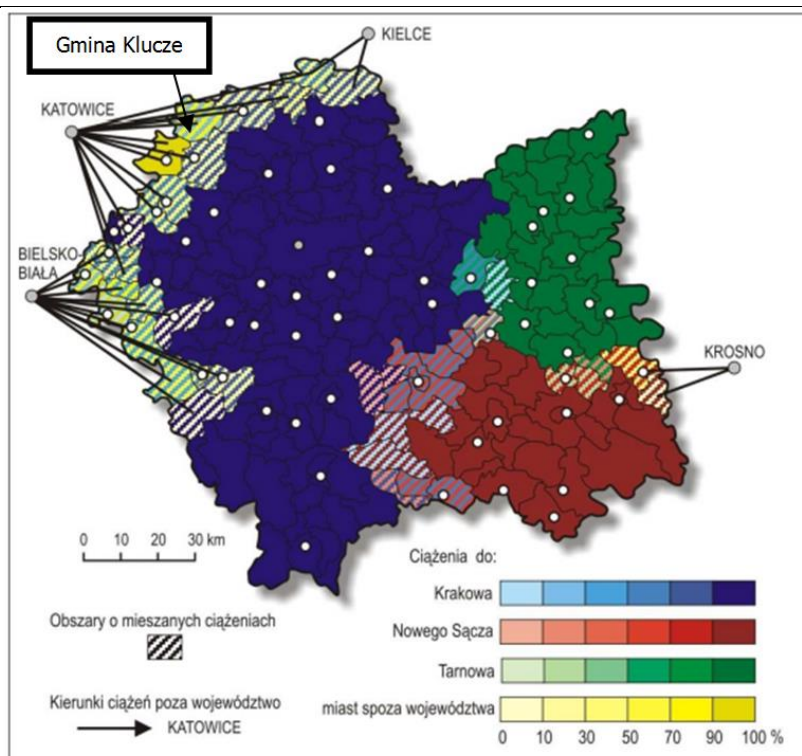 KIELCE
Gmina Klucze
KATOWICE
BIELSKO-
BIAŁA
KROSNO
0 10 20 30 km
Ciążenia do:
Krakowa
Obszary o mieszanych ciążeniach
Nowego Sącza
Tarnowa
Kierunki ciążeń poza województwo
KATOWICE
miast spoza województwa
0 10 30 50 70 90 100 %